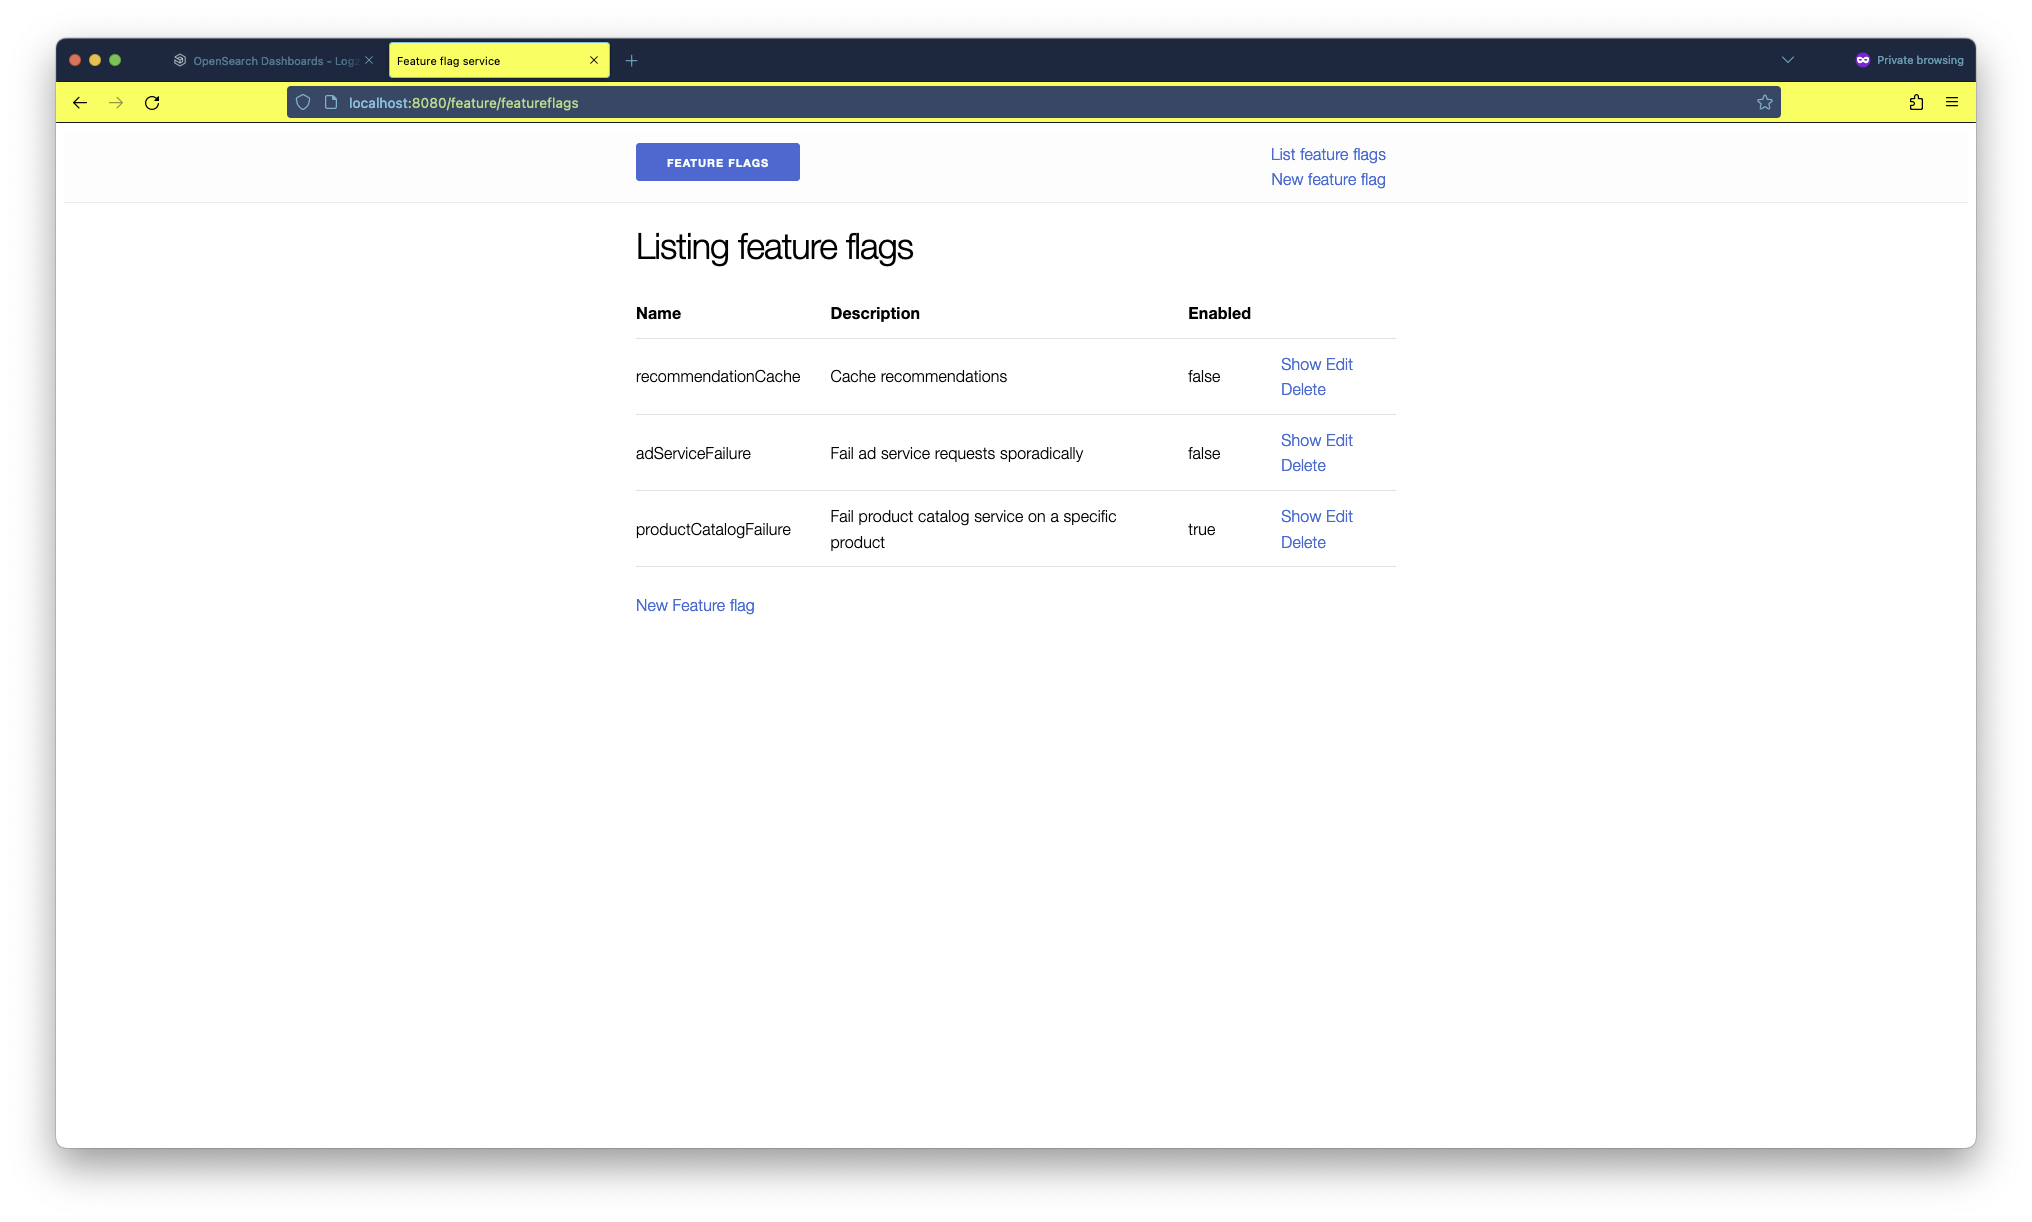 OpenSearch Dashboards - Logz
Feature flag service
Private browsing
localhost:8080/feature/featureflags
FEATURE FLAGS
List feature flags
New feature flag
Listing feature flags
Name Description Enabled
recommendationCache Cache recommendations false Show Edit
Delete
adServiceFailure Fail ad service requests sporadically false Show Edit
Delete
productCatalogFailure Fail product catalog service on a specific
product true Show Edit
Delete
New Feature flag